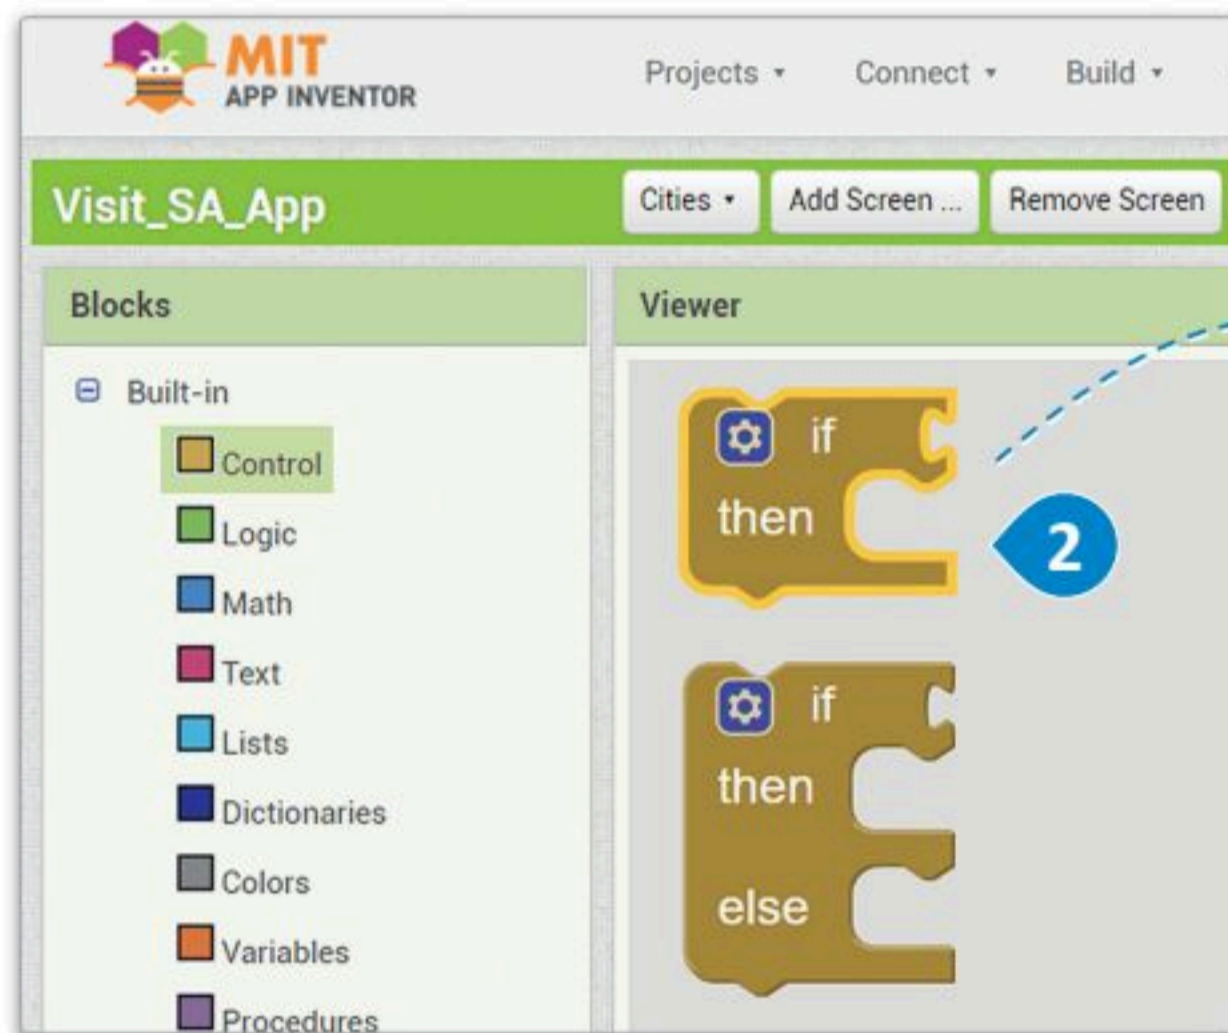 MIT
APP INVENTOR
Projects Connect Build
Visit_SA_App
Cities Add Screen ... Remove Screen
Blocks
Viewer
Built-in
Control
Logic
Math
Text
Lists
Dictionaries
Colors
Variables
Procedures
if
then
2
if
then
else